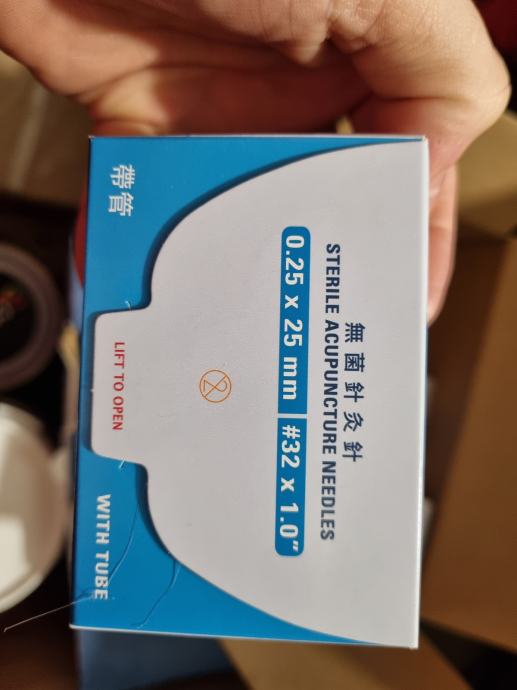 無菌針灸針
STERILE ACUPUNCTURE NEEDLES
0.25 x 25 mm #32 x 1.0"
2
帶管
LIFT TO OPEN
WITH TUBE